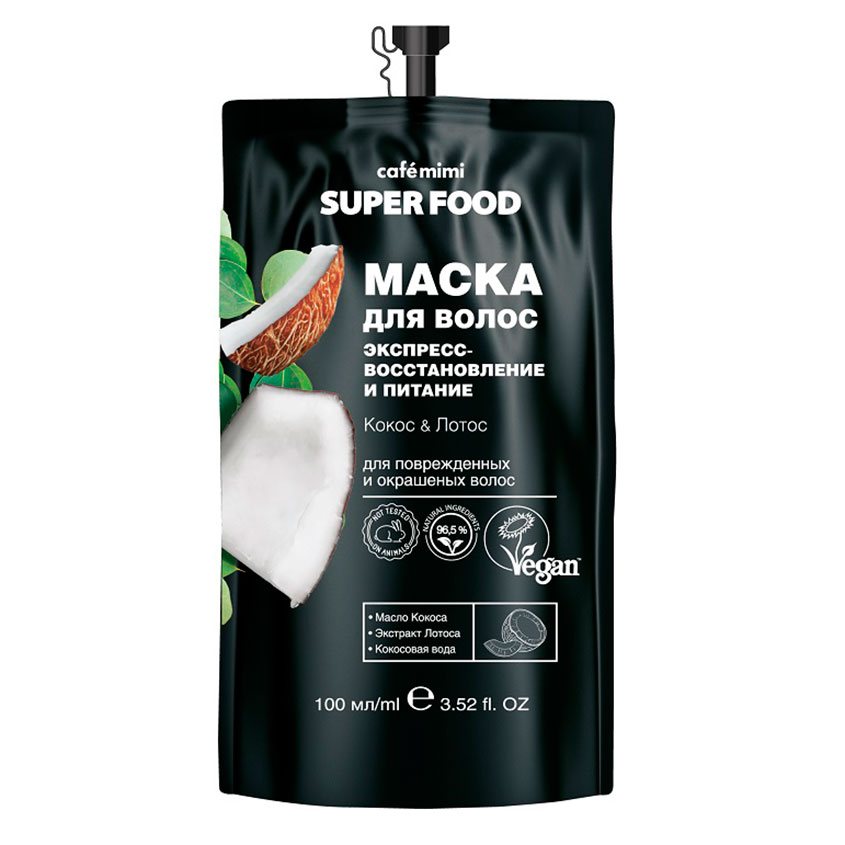 café mimi
SUPER FOOD
МАСКА
ДЛЯ ВОЛОС
ЭКСПРЕСС-
ВОССТАНОВЛЕНИЕ
И ПИТАНИЕ
Кокос & Лотос
для поврежденных
и окрашеных волос
NOT TESTED
ON ANIMALS
NATURAL INGREDIENTS
96,5 %
Vegan™
• Масло Кокоса
• Экстракт Лотоса
• Кокосовая вода
100 мл/ml ℮ 3.52 fl. OZ